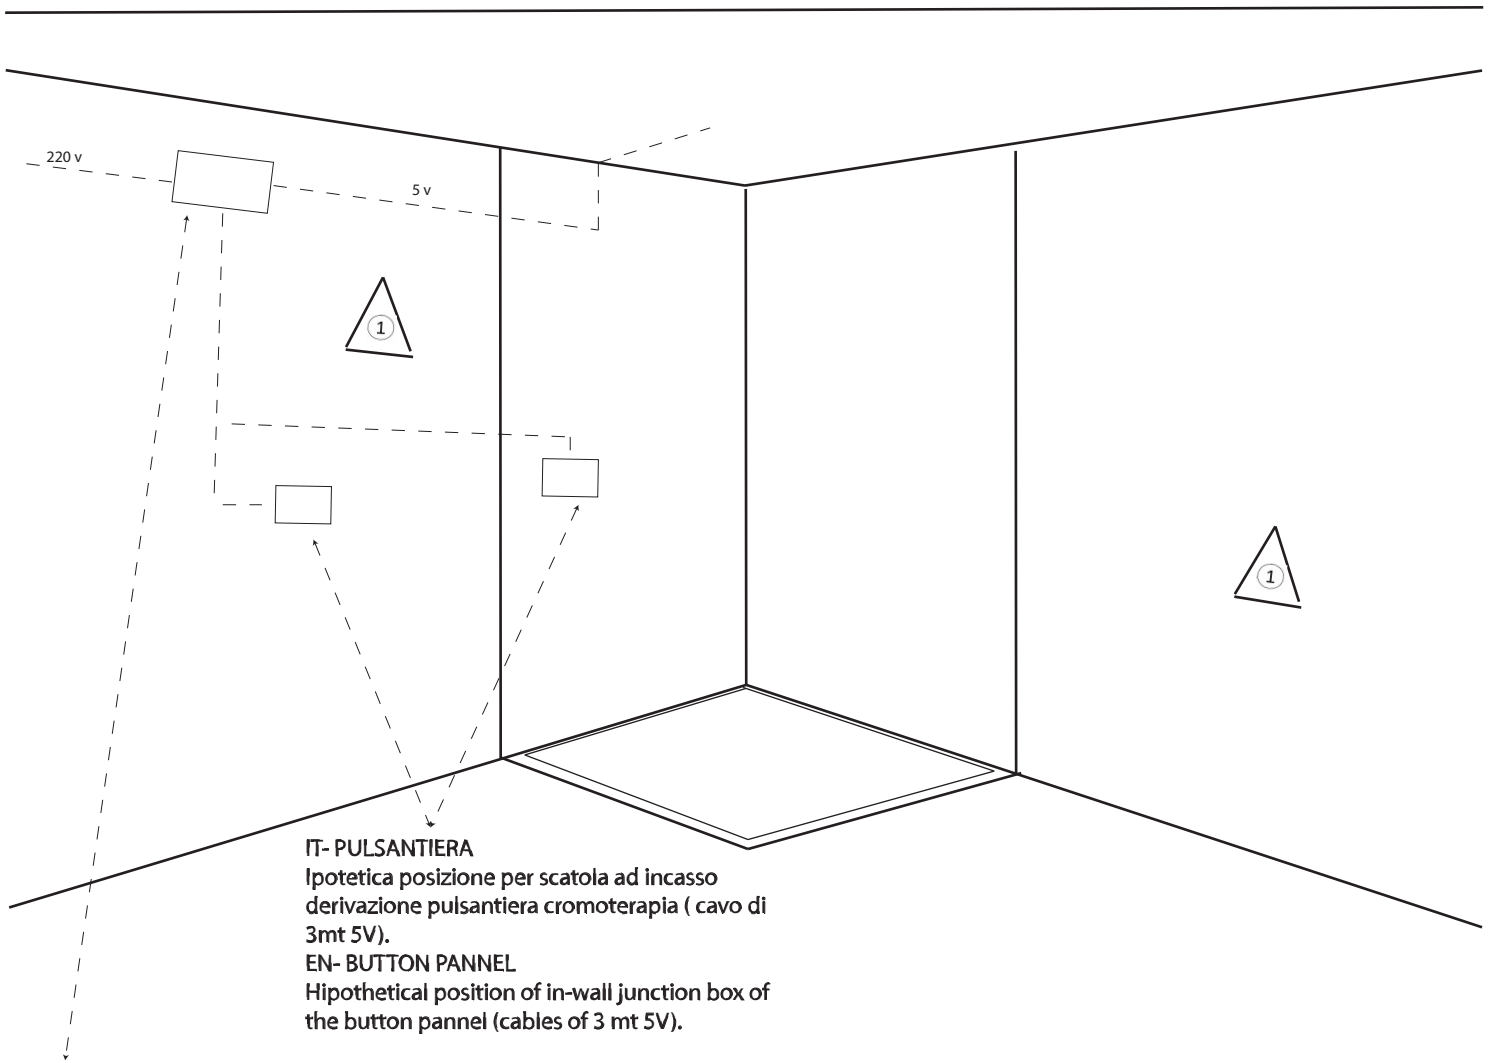 220 v
5 v
1
1
IT- PULSANTIERA
Ipotetica posizione per scatola ad incasso
derivazione pulsantiera cromoterapia ( cavo di
3mt 5V).
EN- BUTTON PANNEL
Hipothetical position of in-wall junction box of
the button pannel (cables of 3 mt 5V).